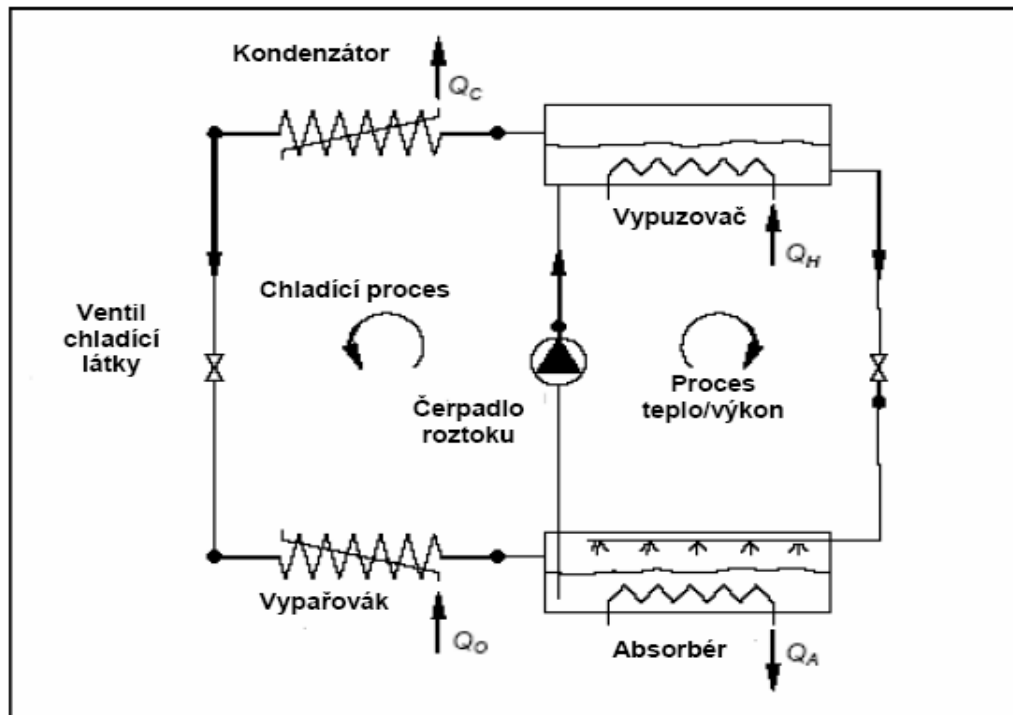 Kondenzátor
Q_C
Vypuzovač
Q_H
Chladící proces
Ventil
chladící
látky
Čerpadlo
roztoku
Proces
teplo/výkon
Vypařovák
Q_O
Absorbér
Q_A